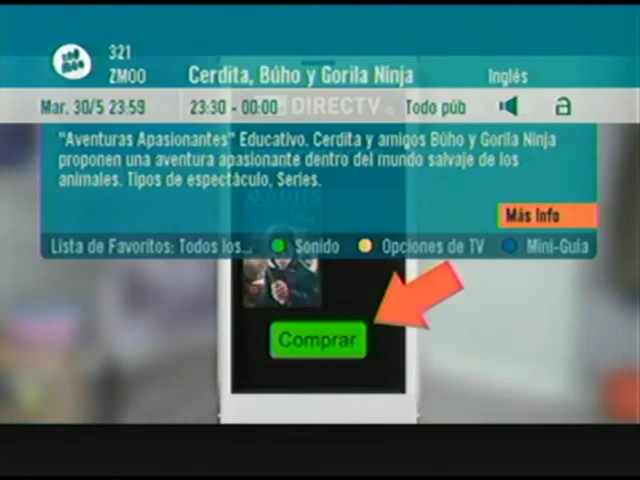 321
ZMOO
Cerdita, Búho y Gorila Ninja
Inglés
Mar. 30/5 23:59
23:30 - 00:00
DIRECTV
Todo púb
"Aventuras Apasionantes" Educativo. Cerdita y amigos Búho y Gorila Ninja
proponen una aventura apasionante dentro del mundo salvaje de los
animales. Tipos de espectáculo, Series.
Más Info
Lista de Favoritos: Todos los... Sonido Opciones de TV Mini-Guía
Comprar